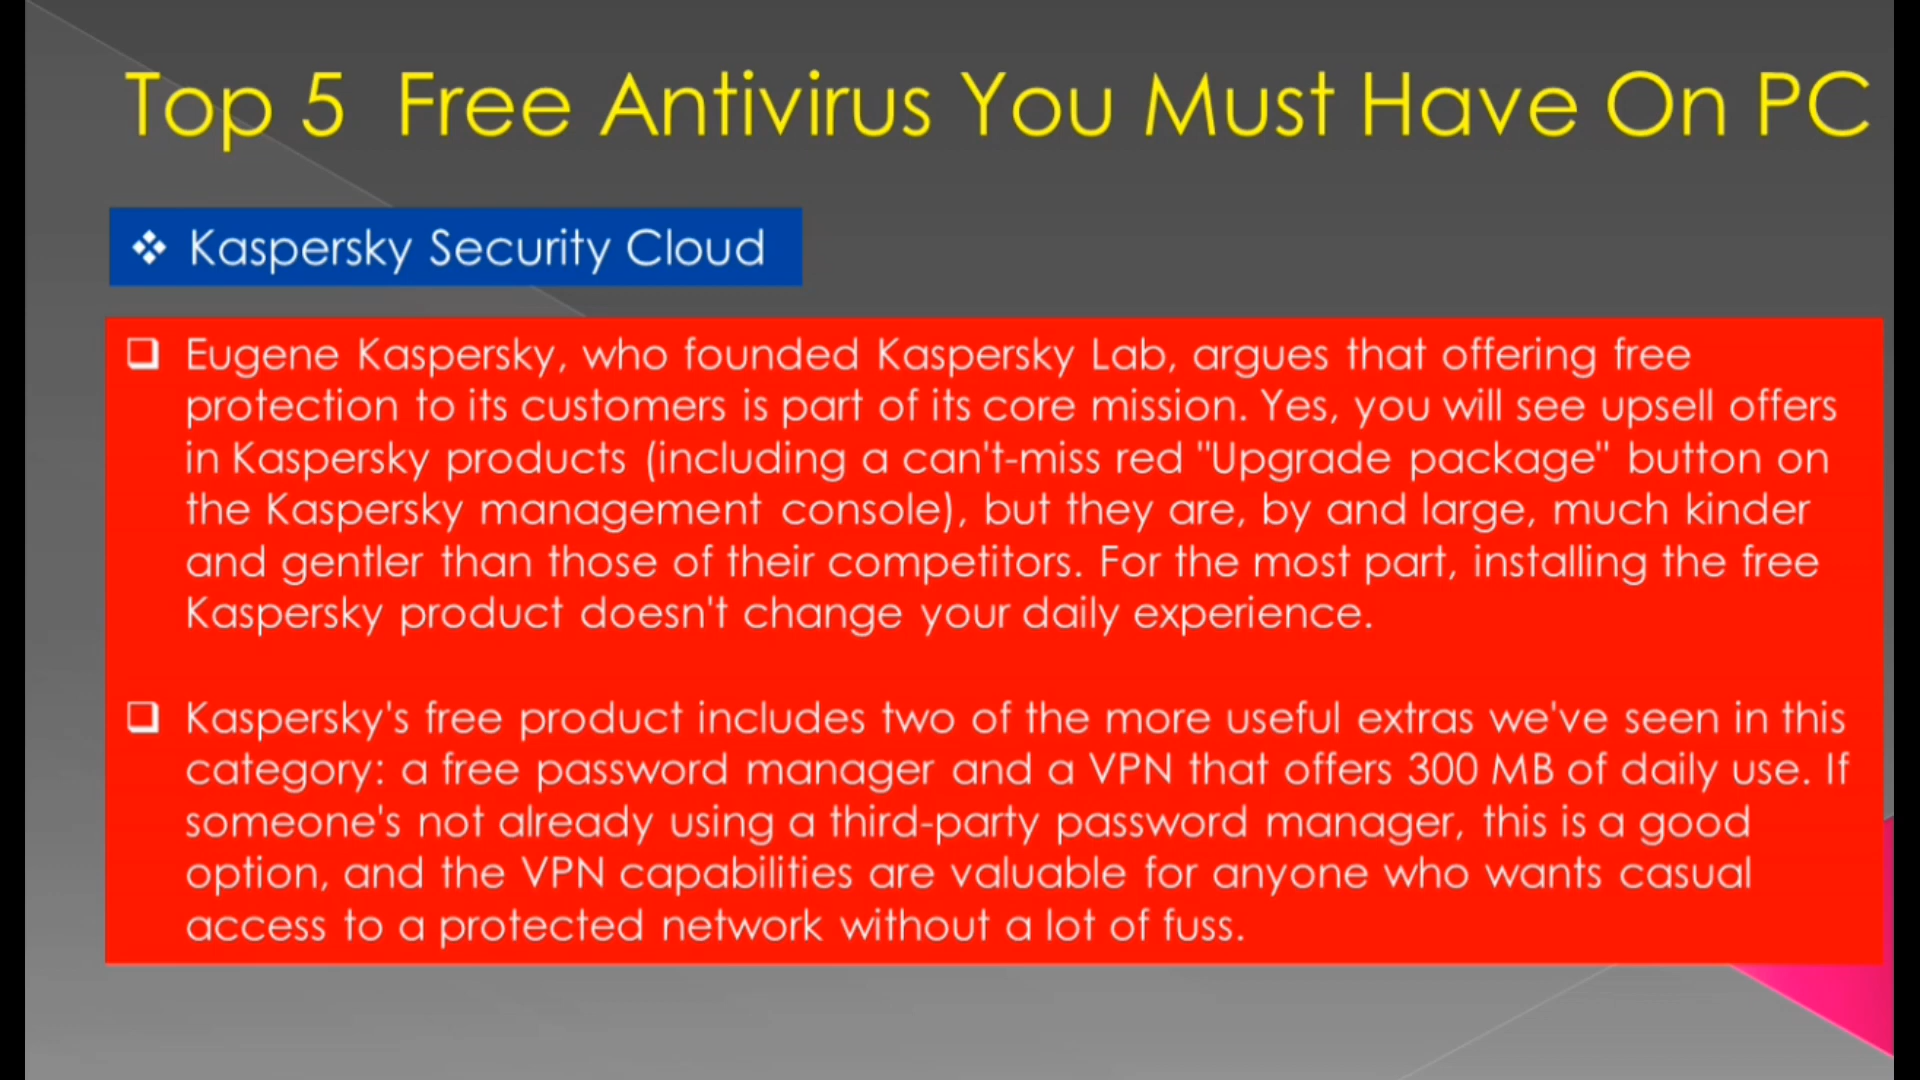 Top 5 Free Antivirus You Must Have On PC
❖ Kaspersky Security Cloud
❑ Eugene Kaspersky, who founded Kaspersky Lab, argues that offering free
protection to its customers is part of its core mission. Yes, you will see upsell offers
in Kaspersky products (including a can't-miss red "Upgrade package" button on
the Kaspersky management console), but they are, by and large, much kinder
and gentler than those of their competitors. For the most part, installing the free
Kaspersky product doesn't change your daily experience.
❑ Kaspersky's free product includes two of the more useful extras we've seen in this
category: a free password manager and a VPN that offers 300 MB of daily use. If
someone's not already using a third-party password manager, this is a good
option, and the VPN capabilities are valuable for anyone who wants casual
access to a protected network without a lot of fuss.